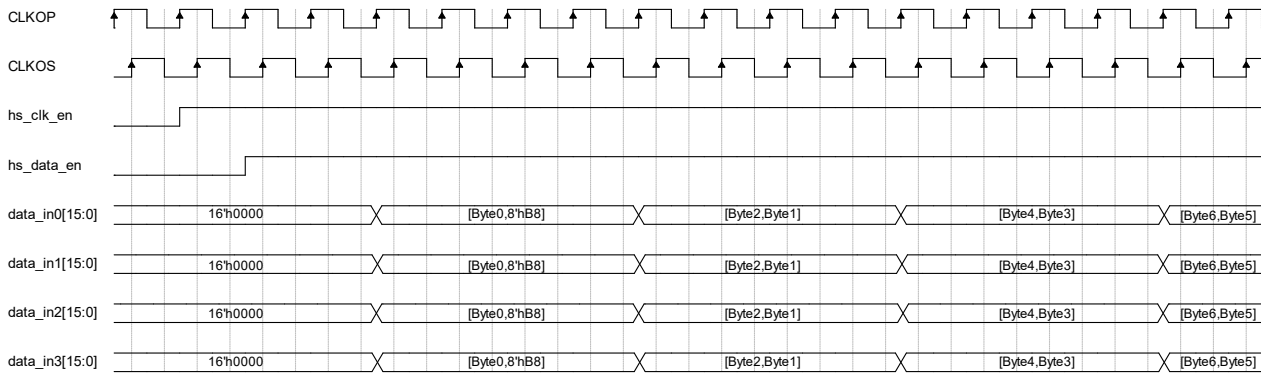 CLKOP
CLKOS
hs_clk_en
hs_data_en
data_in0[15:0] 16'h0000 [Byte0,8'hB8] [Byte2,Byte1] [Byte4,Byte3] [Byte6,Byte5]
data_in1[15:0] 16'h0000 [Byte0,8'hB8] [Byte2,Byte1] [Byte4,Byte3] [Byte6,Byte5]
data_in2[15:0] 16'h0000 [Byte0,8'hB8] [Byte2,Byte1] [Byte4,Byte3] [Byte6,Byte5]
data_in3[15:0] 16'h0000 [Byte0,8'hB8] [Byte2,Byte1] [Byte4,Byte3] [Byte6,Byte5]